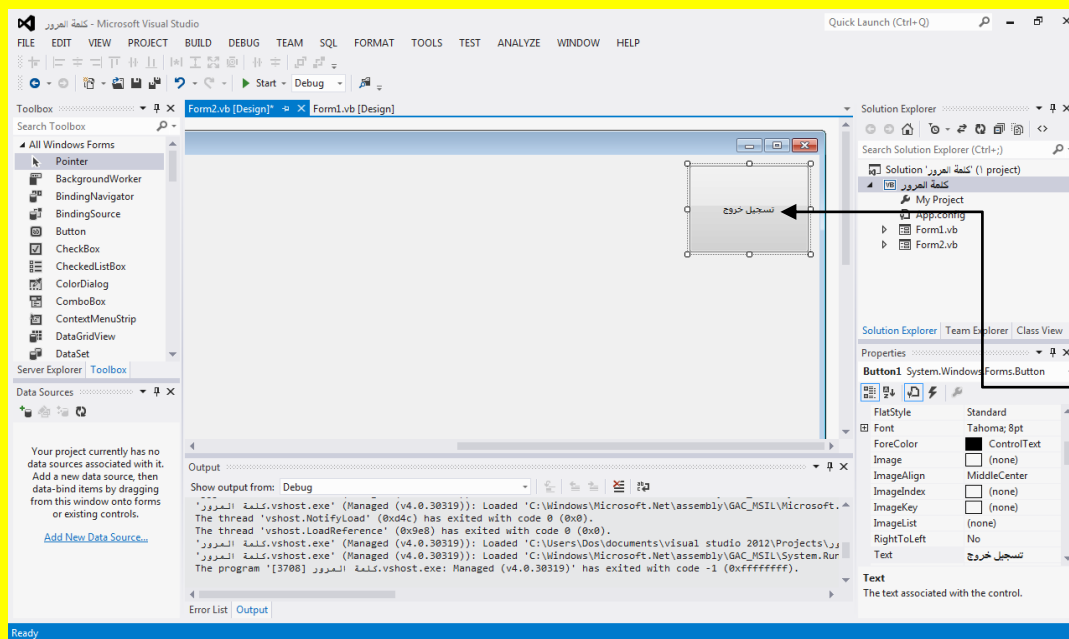 كلمة المرور - Microsoft Visual Studio
Quick Launch (Ctrl+Q)
FILE EDIT VIEW PROJECT BUILD DEBUG TEAM SQL FORMAT TOOLS TEST ANALYZE WINDOW HELP
Start Debug
Toolbox
Search Toolbox
All Windows Forms
Pointer
BackgroundWorker
BindingNavigator
BindingSource
Button
CheckBox
CheckedListBox
ColorDialog
ComboBox
ContextMenuStrip
DataGridView
DataSet
Server Explorer Toolbox
Data Sources
Your project currently has no
data sources associated with it.
Add a new data source, then
data-bind items by dragging
from this window onto forms
or existing controls.
Add New Data Source...
Form2.vb [Design]* Form1.vb [Design]
تسجيل خروج
Output
Show output from: Debug
'كلمة المرور.vshost.exe' (Managed (v4.0.30319)): Loaded 'C:\Windows\Microsoft.Net\assembly\GAC_MSIL\Microsoft.
The thread 'vshost.NotifyLoad' (0xd4c) has exited with code 0 (0x0).
The thread 'vshost.LoadReference' (0x9e8) has exited with code 0 (0x0).
'كلمة المرور.vshost.exe' (Managed (v4.0.30319)): Loaded 'C:\Users\Dos\documents\visual studio 2012\Projects\
'كلمة المرور.vshost.exe' (Managed (v4.0.30319)): Loaded 'C:\Windows\Microsoft.Net\assembly\GAC_MSIL\System.Rur
The program '[3708] كلمة المرور.vshost.exe: Managed (v4.0.30319)' has exited with code -1 (0xffffffff).
Error List Output
Solution Explorer
Search Solution Explorer (Ctrl+;)
Solution 'كلمة المرور' (١ project)
كلمة المرور
My Project
App.config
Form1.vb
Form2.vb
Solution Explorer Team Explorer Class View
Properties
Button1 System.Windows.Forms.Button
FlatStyle Standard
Font Tahoma; 8pt
ForeColor ControlText
Image (none)
ImageAlign MiddleCenter
ImageIndex (none)
ImageKey (none)
ImageList (none)
RightToLeft No
Text تسجيل خروج
Text
The text associated with the control.
Ready